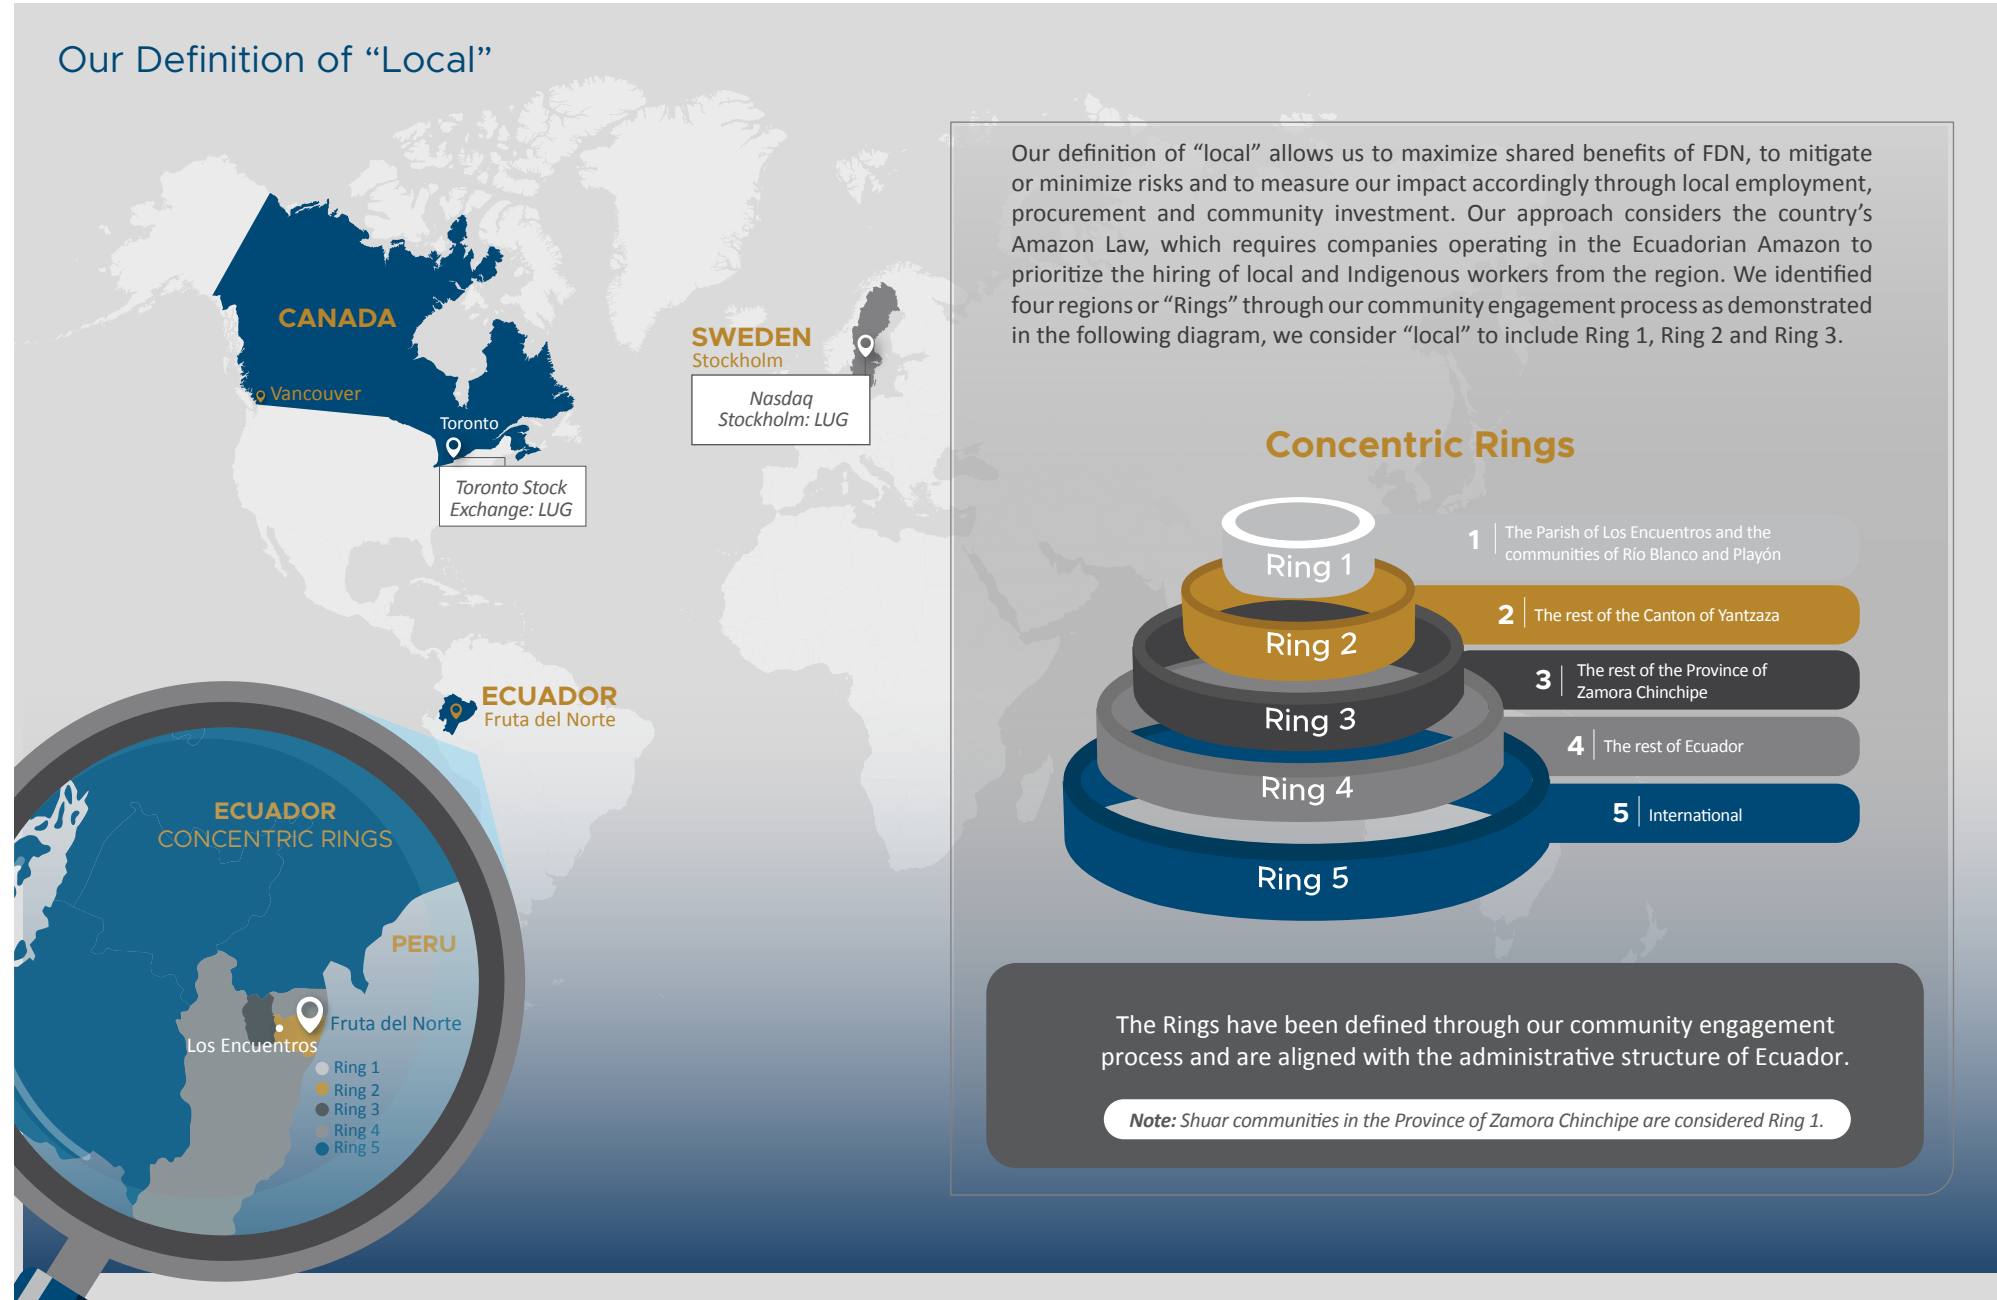 Our Definition of “Local”
CANADA
Vancouver
Toronto
Toronto Stock
Exchange: LUG
SWEDEN
Stockholm
Nasdaq
Stockholm: LUG
ECUADOR
Fruta del Norte
ECUADOR
CONCENTRIC RINGS
PERU
Fruta del Norte
Los Encuentros
Ring 1
Ring 2
Ring 3
Ring 4
Ring 5
Our definition of “local” allows us to maximize shared benefits of FDN, to mitigate
or minimize risks and to measure our impact accordingly through local employment,
procurement and community investment. Our approach considers the country’s
Amazon Law, which requires companies operating in the Ecuadorian Amazon to
prioritize the hiring of local and Indigenous workers from the region. We identified
four regions or “Rings” through our community engagement process as demonstrated
in the following diagram, we consider “local” to include Ring 1, Ring 2 and Ring 3.
Concentric Rings
Ring 1
1 The Parish of Los Encuentros and the
communities of Río Blanco and Playón
Ring 2
2 The rest of the Canton of Yantzaza
Ring 3
3 The rest of the Province of
Zamora Chinchipe
Ring 4
4 The rest of Ecuador
Ring 5
5 International
The Rings have been defined through our community engagement
process and are aligned with the administrative structure of Ecuador.
Note: Shuar communities in the Province of Zamora Chinchipe are considered Ring 1.